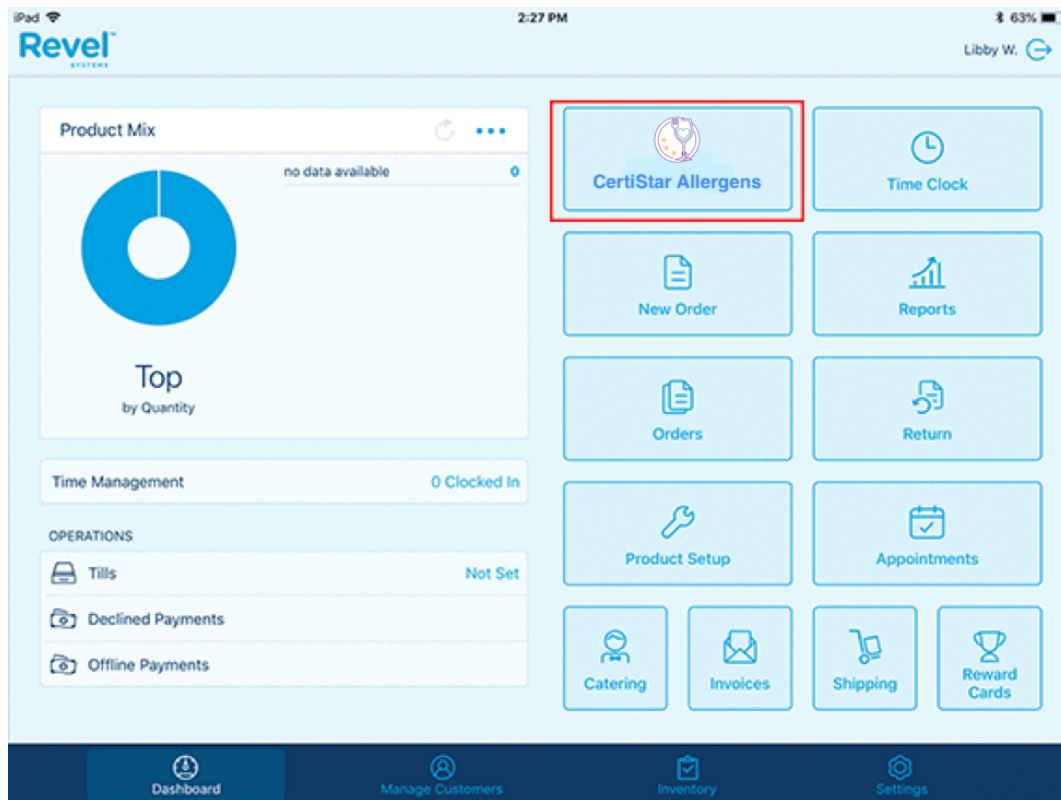 iPad 2:27 PM 63%
Revel™
SYSTEMS
Libby W.
Product Mix
no data available 0
Top
by Quantity
Time Management 0 Clocked In
OPERATIONS
Tills Not Set
Declined Payments
Offline Payments
CertiStar Allergens
Time Clock
New Order
Reports
Orders
Return
Product Setup
Appointments
Catering
Invoices
Shipping
Reward
Cards
Dashboard
Manage Customers
Inventory
Settings